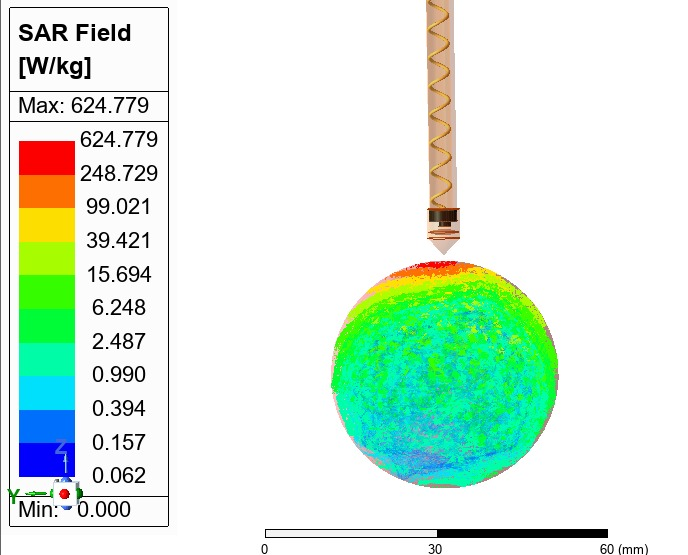 SAR Field
[W/kg]
Max: 624.779
624.779
248.729
99.021
39.421
15.694
6.248
2.487
0.990
0.394
0.157
Z
0.062
Y
Min: 0.000
0 30 60 (mm)